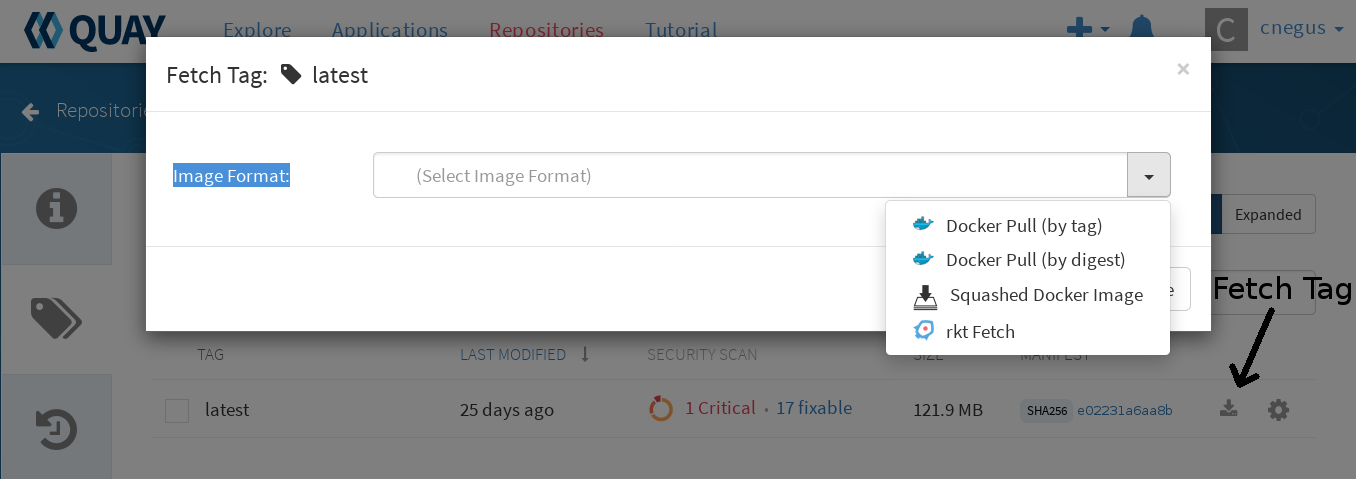 QUAY Explore Applications Repositories Tutorial C cnegus
Fetch Tag: latest ×
Repositorie
Image Format: (Select Image Format)
Docker Pull (by tag)
Expanded
Docker Pull (by digest)
Squashed Docker Image
Fetch Tag
rkt Fetch
TAG LAST MODIFIED SECURITY SCAN SIZE MANIFEST
latest 25 days ago 1 Critical · 17 fixable 121.9 MB SHA256 e02231a6aa8b